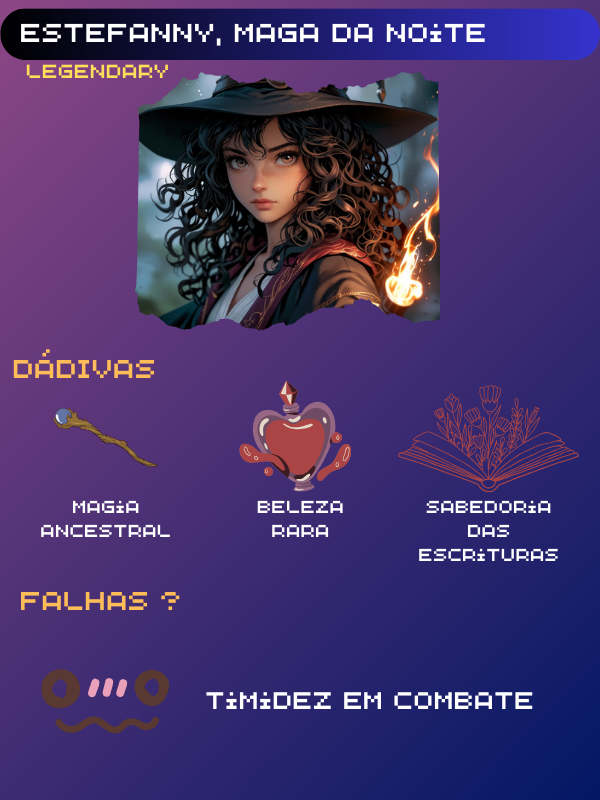 ESTEFANNY, MAGA DA NOiTE
LEGENDARY
DÁDIVAS
MAGiA
ANCESTRAL
BELEZA
RARA
SABEDORiA
DAS
ESCRiTURAS
FALHAS ?
TiMiDEZ EM COMBATE